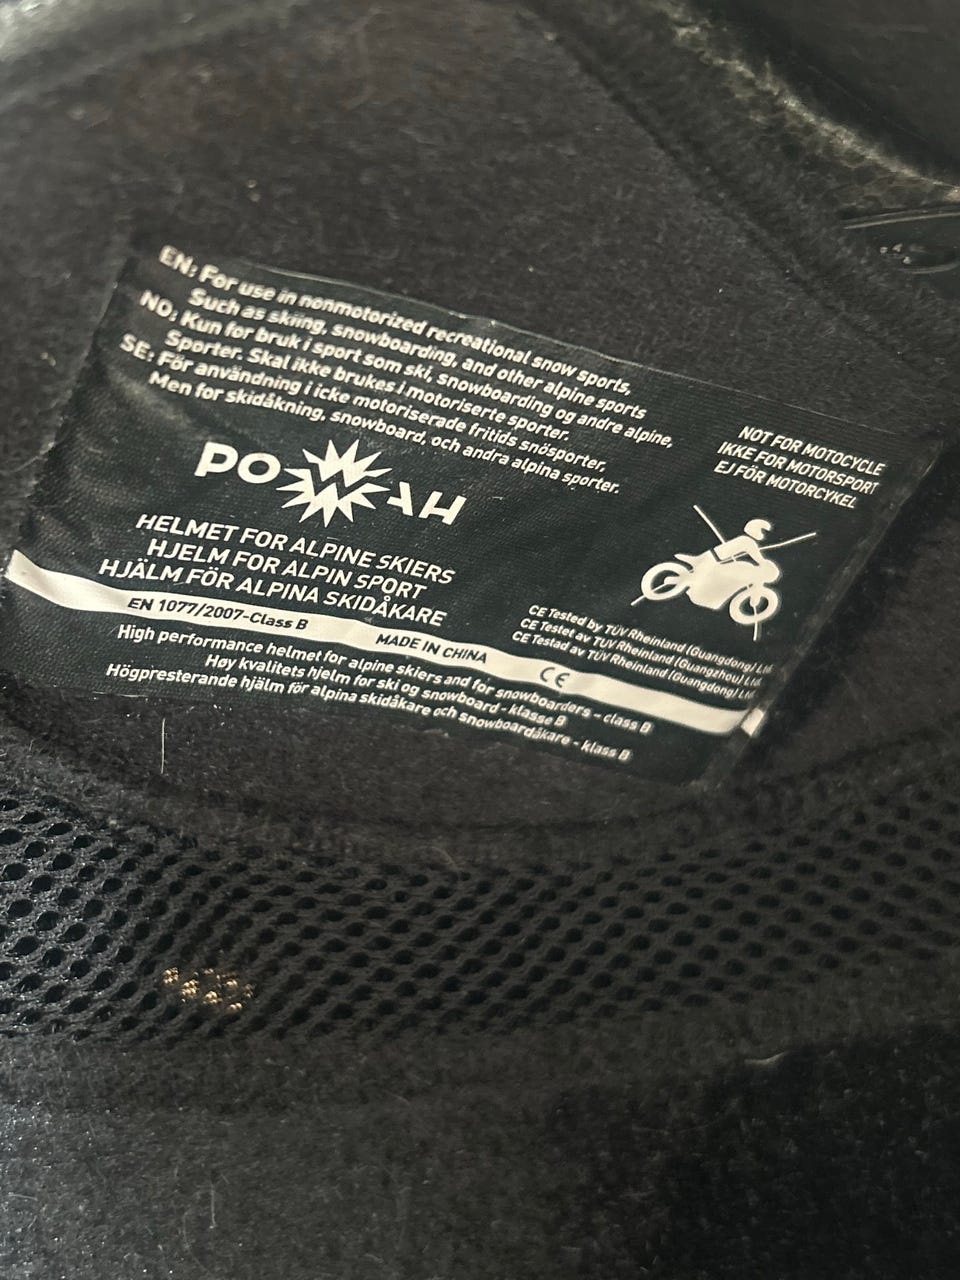 EN: For use in nonmotorized recreational snow sports,
Such as skiing, snowboarding, and other alpine sports
NO: Kun for bruk i sport som ski, snowboarding og andre alpine,
Sporter. Skal ikke brukes i motoriserte sporter.
SE: För användning i icke motoriserade fritids snösporter,
Men for skidåkning, snowboard, och andra alpina sporter.
NOT FOR MOTOCYCLE
IKKE FOR MOTORSPORT
EJ FÖR MOTORCYKEL
POWWAH
HELMET FOR ALPINE SKIERS
HJELM FOR ALPIN SPORT
HJÄLM FÖR ALPINA SKIDÅKARE
CE Tested by TÜV Rheinland (Guangdong) Ltd
CE Testet av TÜV Rheinland (Guangzhou) Ltd
CE Testad av TÜV Rheinland (Guangdong) Ltd
EN 1077/2007-Class B MADE IN CHINA CE
High performance helmet for alpine skiers and for snowboarders - class B
Høy kvalitets hjelm for ski og snowboard - klasse B
Högpresterande hjälm för alpina skidåkare och snowboardåkare - klass B